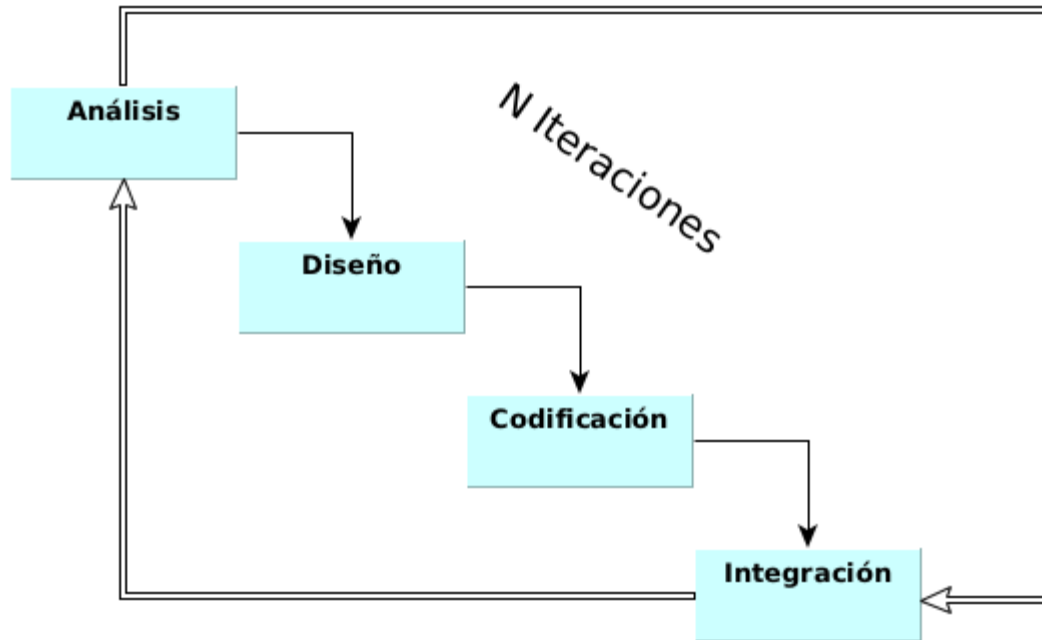 Análisis
N Iteraciones
Diseño
Codificación
Integración